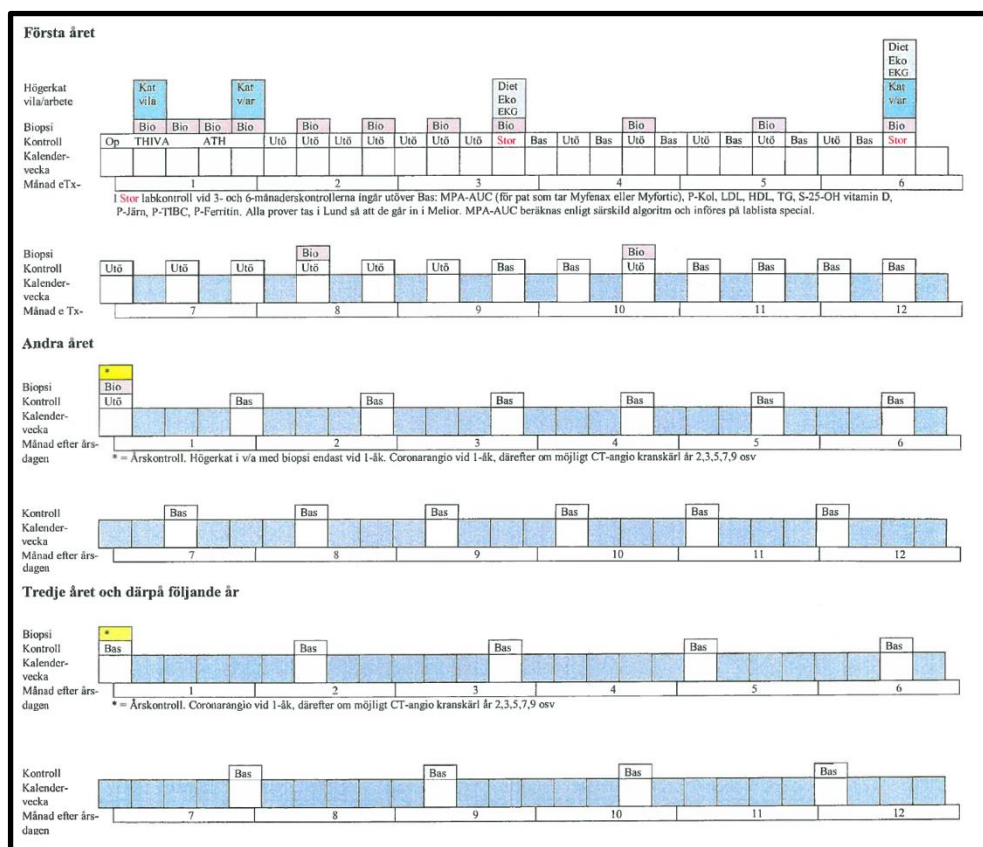 Första året
Diet Diet
Eko Eko
EKG EKG
Högerkat Kat Kat Kat
vila/arbete vila v/ar v/ar
Biopsi Bio Bio Bio Bio Bio Bio Bio Bio Bio Bio Bio
Kontroll Op THIVA ATH Utö Utö Utö Utö Utö Utö Utö Stor Bas Utö Bas Utö Bas Utö Bas Utö Bas Utö Bas Stor
Kalender-
vecka
Månad eTx- 1 2 3 4 5 6
I Stor labkontroll vid 3- och 6-månaderskontrollerna ingår utöver Bas: MPA-AUC (för pat som tar Myfenax eller Myfortic), P-Kol, LDL, HDL, TG, S-25-OH vitamin D,
P-Järn, P-TIBC, P-Ferritin. Alla prover tas i Lund så att de går in i Melior. MPA-AUC beräknas enligt särskild algoritm och införes på lablista special.
Biopsi Bio Bio
Kontroll Utö Utö Utö Utö Utö Utö Bas Bas Utö Bas Bas Bas Bas
Kalender-
vecka
Månad e Tx- 7 8 9 10 11 12
Andra året
*
Biopsi Bio
Kontroll Utö Bas Bas Bas Bas Bas Bas
Kalender-
vecka
Månad efter års- 1 2 3 4 5 6
dagen * = Årskontroll. Högerkat i v/a med biopsi endast vid 1-åk. Coronarangio vid 1-åk, därefter om möjligt CT-angio kranskärl år 2,3,5,7,9 osv
Kontroll Bas Bas Bas Bas Bas Bas
Kalender-
vecka
Månad efter års- 7 8 9 10 11 12
dagen
Tredje året och därpå följande år
Biopsi *
Kontroll Bas Bas Bas Bas Bas
Kalender-
vecka
Månad efter års- 1 2 3 4 5 6
dagen * = Årskontroll. Coronarangio vid 1-åk, därefter om möjligt CT-angio kranskärl år 2,3,5,7,9 osv
Kontroll Bas Bas Bas Bas
Kalender-
vecka
Månad efter års- 7 8 9 10 11 12
dagen